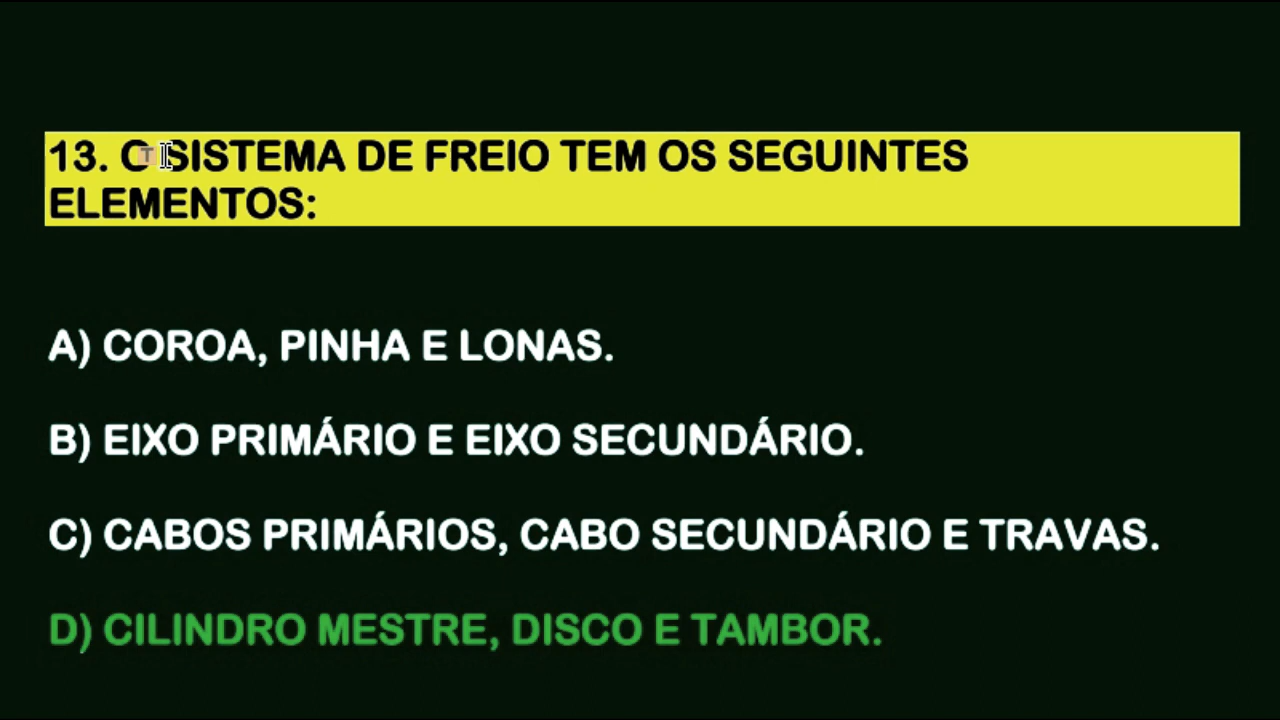 13. O SISTEMA DE FREIO TEM OS SEGUINTES
ELEMENTOS:
A) COROA, PINHA E LONAS.
B) EIXO PRIMÁRIO E EIXO SECUNDÁRIO.
C) CABOS PRIMÁRIOS, CABO SECUNDÁRIO E TRAVAS.
D) CILINDRO MESTRE, DISCO E TAMBOR.